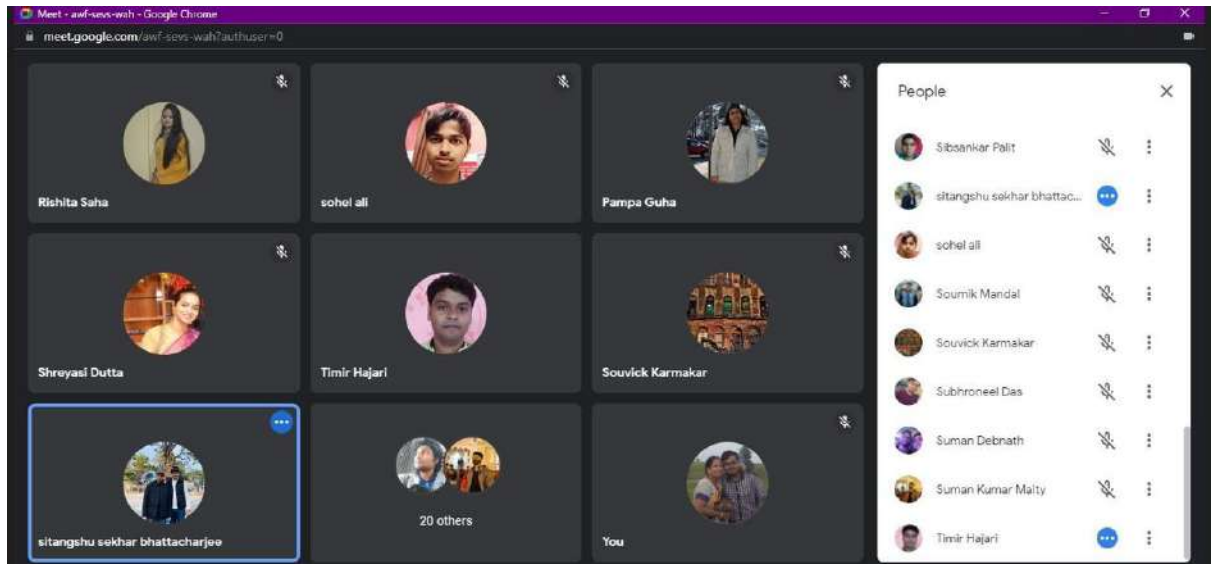 Meet - awf-sevs-wah - Google Chrome
meet.google.com/awf-sevs-wah?authuser=0
Rishita Saha
sohel ali
Pampa Guha
Shreyasi Dutta
Timir Hajari
Souvick Karmakar
sitangshu sekhar bhattacharjee
20 others
You
People
Sibsankar Palit
sitangshu sekhar bhattac...
sohel ali
Soumik Mandal
Souvick Karmakar
Subhroneel Das
Suman Debnath
Suman Kumar Maity
Timir Hajari